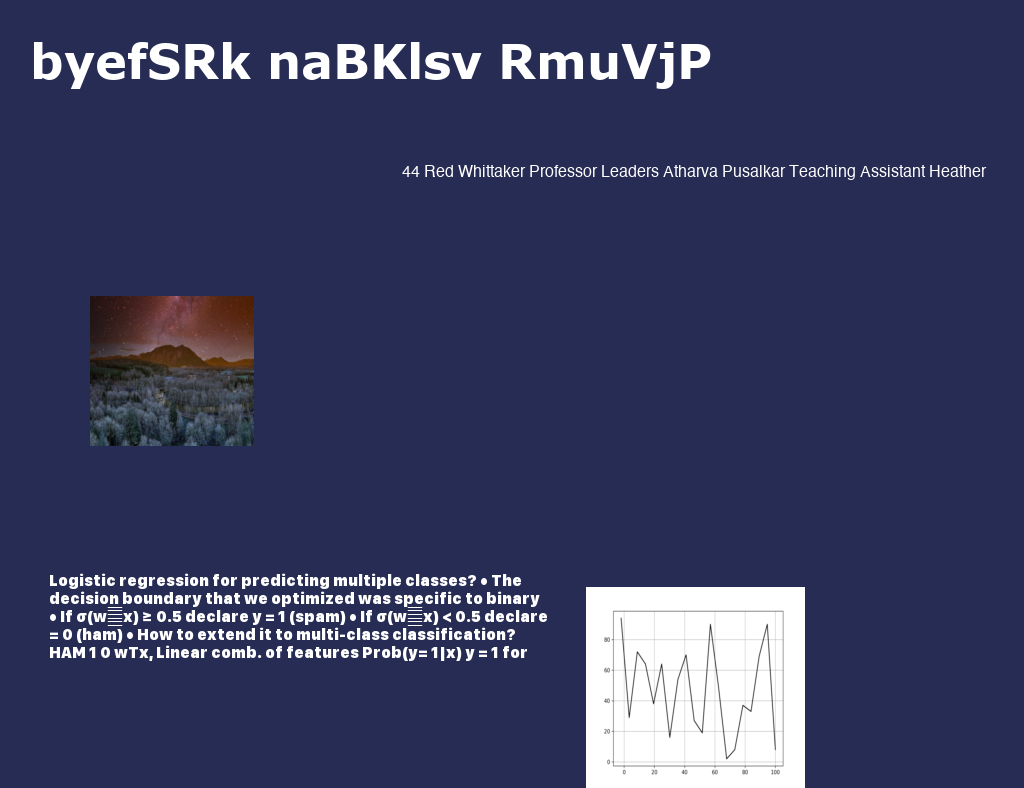 byefSRk naBKlsv RmuVjP
44 Red Whittaker Professor Leaders Atharva Pusalkar Teaching Assistant Heather
Logistic regression for predicting multiple classes? • The
decision boundary that we optimized was specific to binary
• If σ(w x) ≥ 0.5 declare y = 1 (spam) • If σ(w x) < 0.5 declare
= 0 (ham) • How to extend it to multi-class classification?
HAM 1 0 wTx, Linear comb. of features Prob(y= 1|x) y = 1 for
80
60
40
20
0
0 20 40 60 80 100